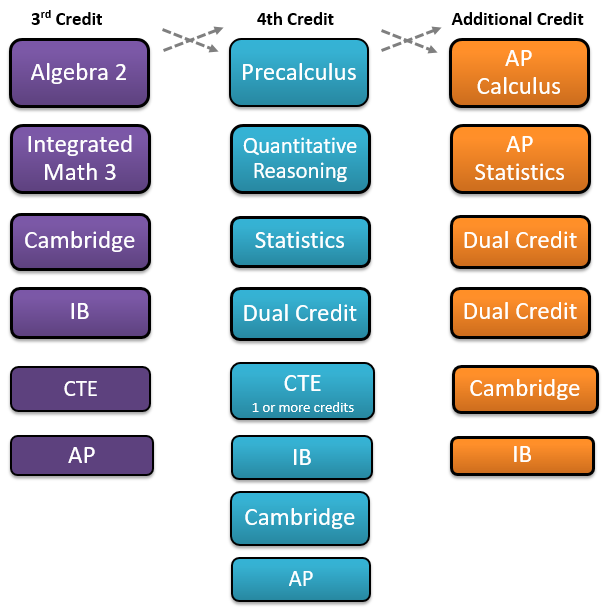 3rd Credit
4th Credit
Additional Credit
Algebra 2
Precalculus
AP
Calculus
Integrated
Math 3
Quantitative
Reasoning
AP
Statistics
Cambridge
Statistics
Dual Credit
IB
Dual Credit
Dual Credit
CTE
CTE
1 or more credits
Cambridge
AP
IB
IB
Cambridge
AP